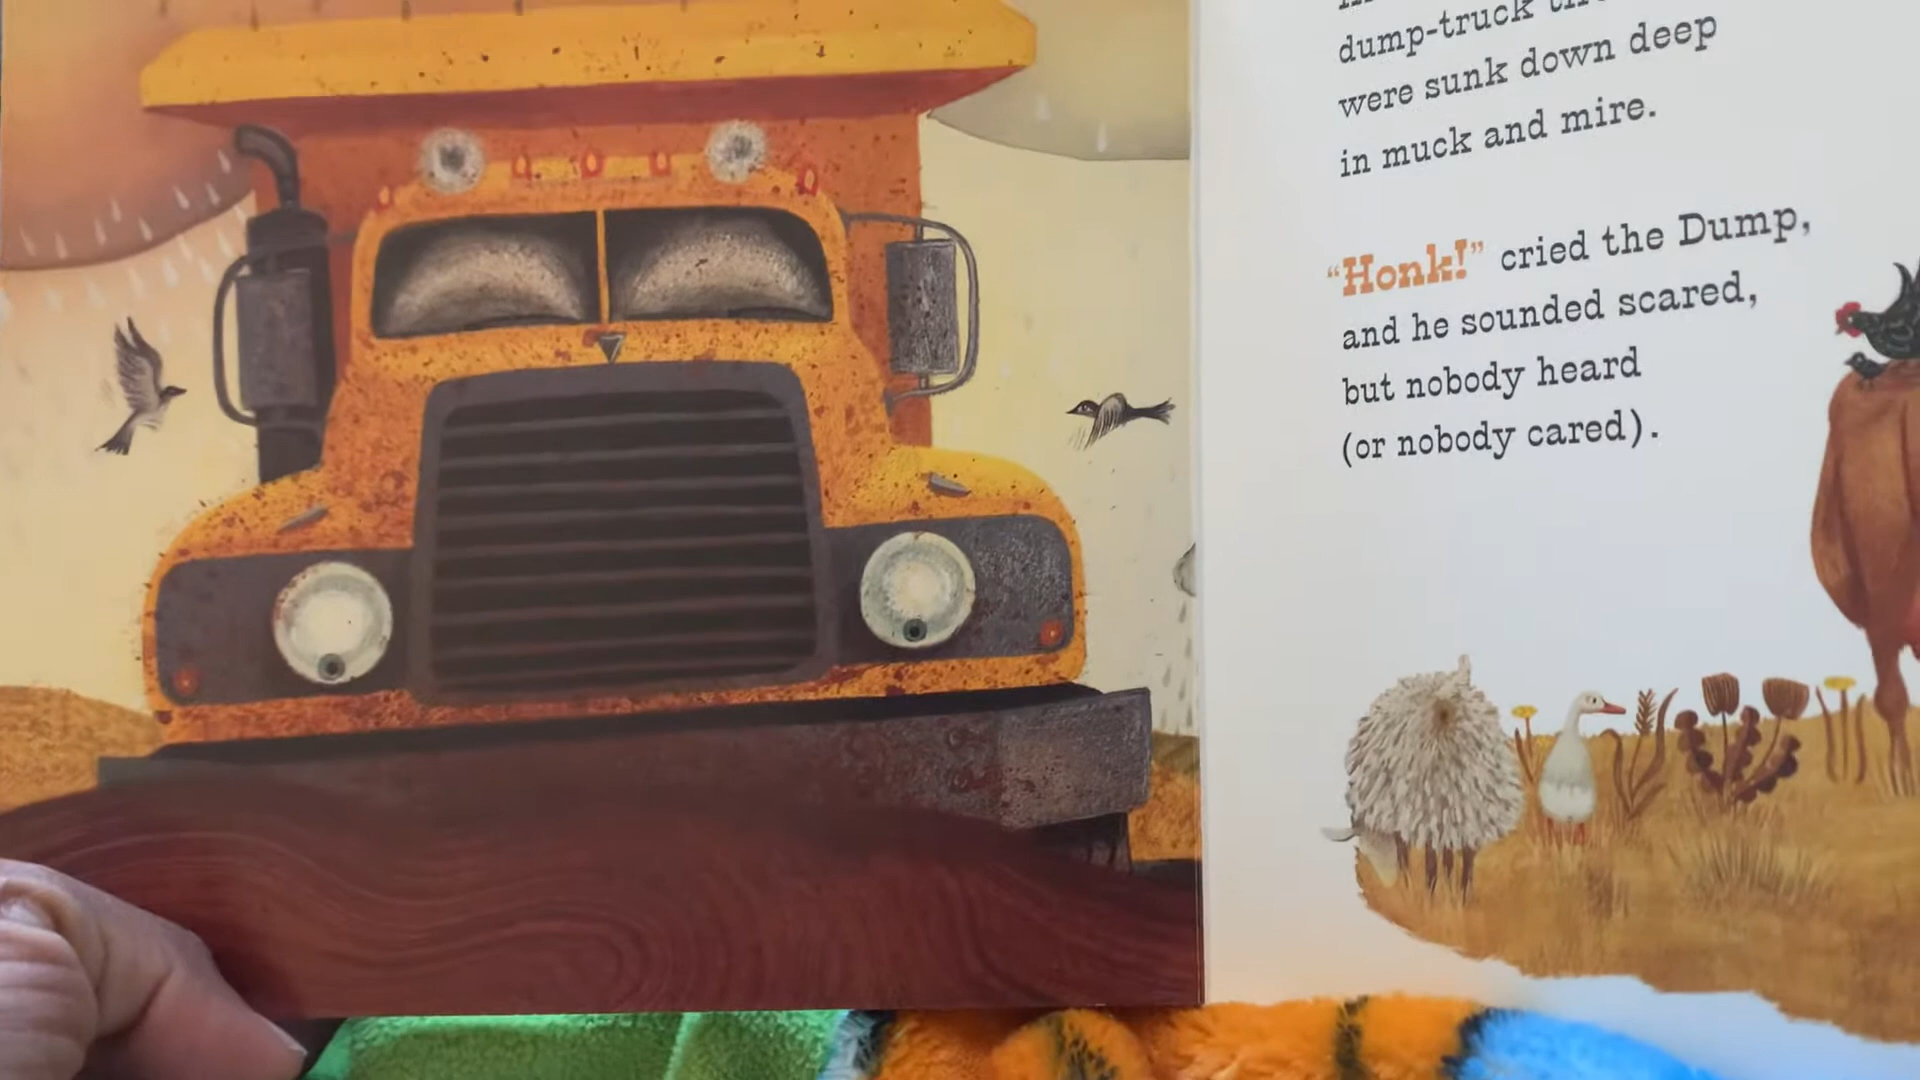 dump-truck
were sunk down deep
in muck and mire.
“Honk!” cried the Dump,
and he sounded scared,
but nobody heard
(or nobody cared).